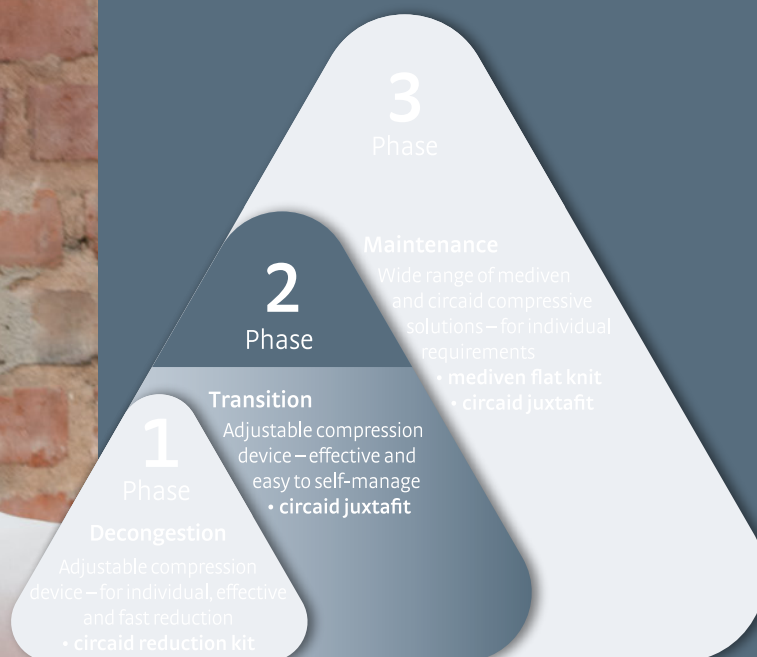 3
Phase
Maintenance
Wide range of mediven
and circaid compressive
solutions – for individual
requirements
• mediven flat knit
• circaid juxtafit
2
Phase
Transition
Adjustable compression
device – effective and
easy to self-manage
• circaid juxtafit
1
Phase
Decongestion
Adjustable compression
device – for individual, effective
and fast reduction
• circaid reduction kit